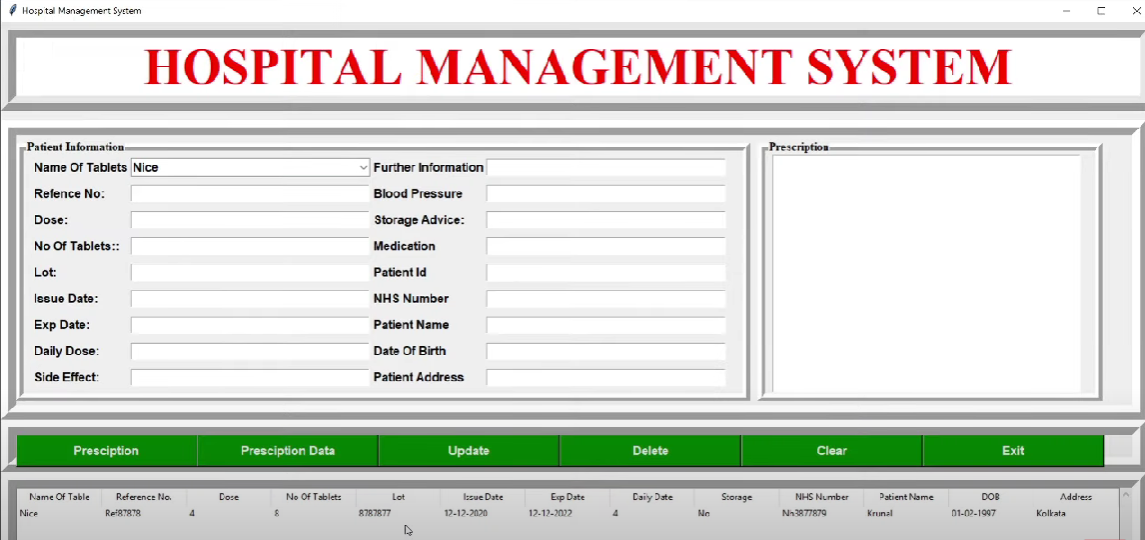 Hospital Management System
HOSPITAL MANAGEMENT SYSTEM
Patient Information
Name Of Tablets Nice
Refence No:
Dose:
No Of Tablets::
Lot:
Issue Date:
Exp Date:
Daily Dose:
Side Effect:
Further Information
Blood Pressure
Storage Advice:
Medication
Patient Id
NHS Number
Patient Name
Date Of Birth
Patient Address
Prescription
Presciption Presciption Data Update Delete Clear Exit
Name Of Table Reference No. Dose No Of Tablets Lot Issue Date Exp Date Daily Date Storage NHS Number Patient Name DOB Address
Nice Ref87878 4 8 8787877 12-12-2020 12-12-2022 4 No Nh3877879 Krunal 01-02-1997 Kolkata